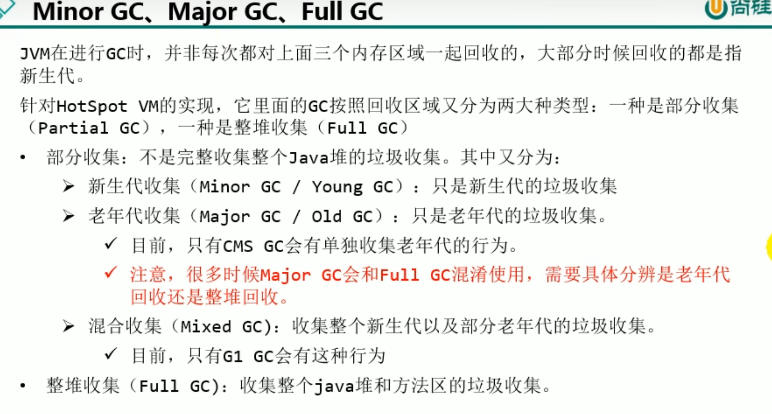 Minor GC、Major GC、Full GC
尚硅
JVM在进行GC时，并非每次都对上面三个内存区域一起回收的，大部分时候回收的都是指
新生代。
针对HotSpot VM的实现，它里面的GC按照回收区域又分为两大种类型：一种是部分收集
（Partial GC），一种是整堆收集（Full GC）
• 部分收集：不是完整收集整个Java堆的垃圾收集。其中又分为：
➢ 新生代收集（Minor GC / Young GC）：只是新生代的垃圾收集
➢ 老年代收集（Major GC / Old GC）：只是老年代的垃圾收集。
✓ 目前，只有CMS GC会有单独收集老年代的行为。
✓ 注意，很多时候Major GC会和Full GC混淆使用，需要具体分辨是老年代
回收还是整堆回收。
➢ 混合收集（Mixed GC）：收集整个新生代以及部分老年代的垃圾收集。
✓ 目前，只有G1 GC会有这种行为
• 整堆收集（Full GC）：收集整个java堆和方法区的垃圾收集。